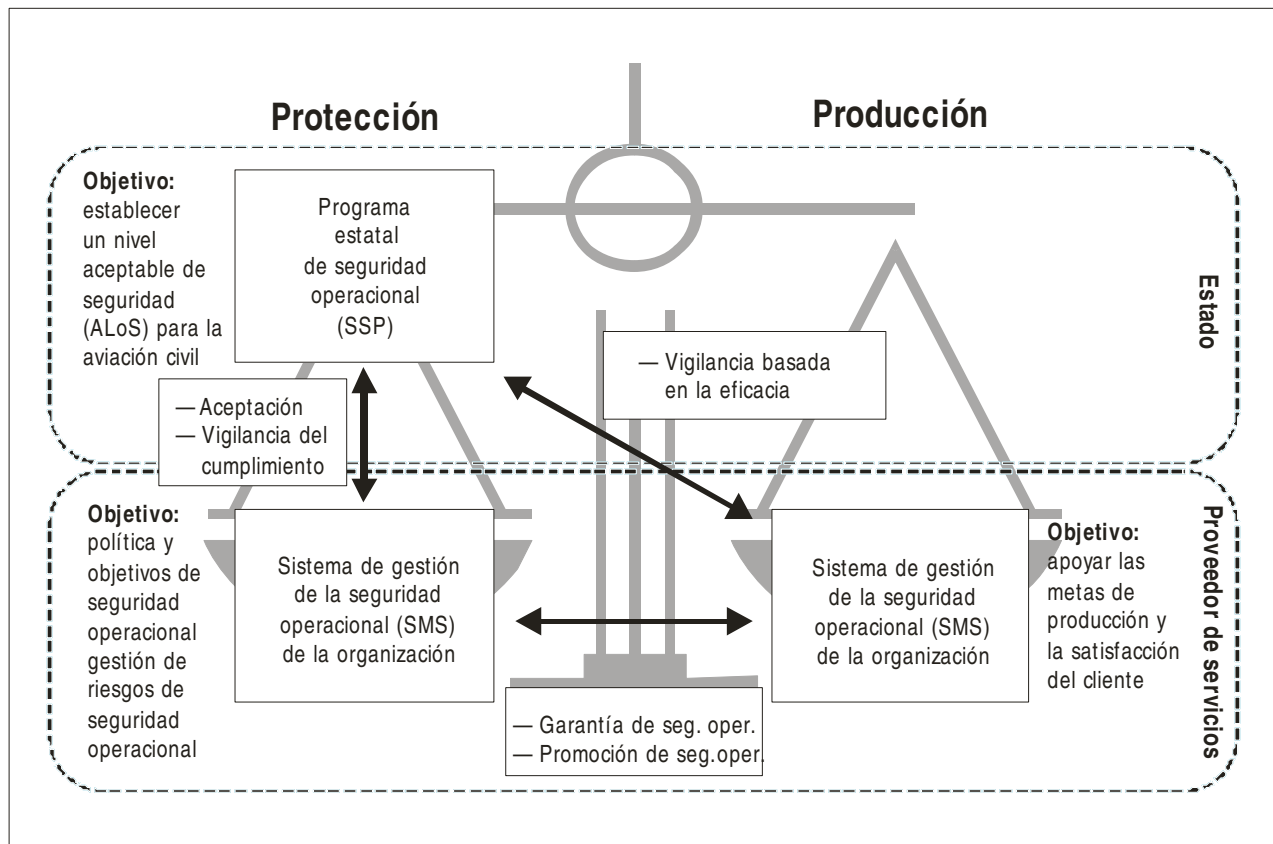 Protección
Producción
Objetivo:
establecer
un nivel
aceptable de
seguridad
(ALoS) para la
aviación civil
Programa
estatal
de seguridad
operacional
(SSP)
Estado
— Vigilancia basada
en la eficacia
— Aceptación
— Vigilancia del
cumplimiento
Objetivo:
política y
objetivos de
seguridad
operacional
gestión de
riesgos de
seguridad
operacional
Sistema de gestión
de la seguridad
operacional (SMS)
de la organización
Sistema de gestión
de la seguridad
operacional (SMS)
de la organización
Objetivo:
apoyar las
metas de
producción y
la satisfacción
del cliente
Proveedor de servicios
— Garantía de seg. oper.
— Promoción de seg.oper.